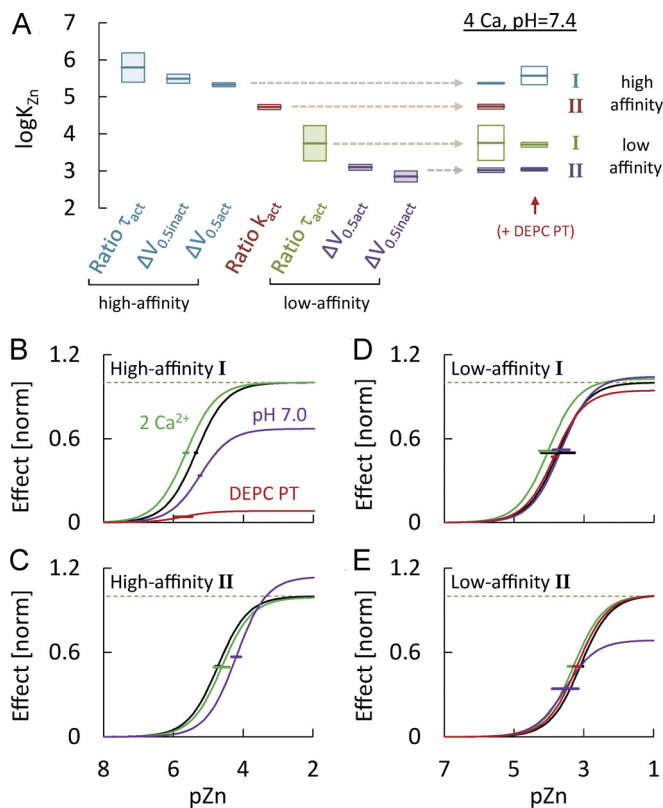 A
4 Ca, pH=7.4
logK_Zn
7
6
5
4
3
2
I
high
affinity
II
I
low
affinity
II
(+ DEPC PT)
Ratio τ_act
ΔV_0.5inact
ΔV_0.5act
Ratio k_act
Ratio τ_act
ΔV_0.5act
ΔV_0.5inact
high-affinity
low-affinity
B
Effect [norm]
1.2
0.6
0
High-affinity I
2 Ca²⁺
pH 7.0
DEPC PT
D
Effect [norm]
1.2
0.6
0
Low-affinity I
C
Effect [norm]
1.2
0.6
0
High-affinity II
8 6 4 2
pZn
E
Effect [norm]
1.2
0.6
0
Low-affinity II
7 5 3 1
pZn